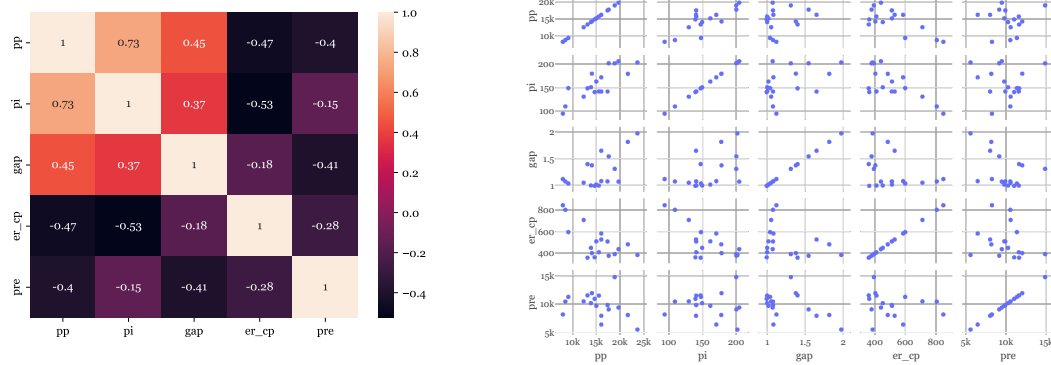 pp 1 0.73 0.45 -0.47 -0.4
pi 0.73 1 0.37 -0.53 -0.15
gap 0.45 0.37 1 -0.18 -0.41
er_cp -0.47 -0.53 -0.18 1 -0.28
pre -0.4 -0.15 -0.41 -0.28 1
pp pi gap er_cp pre
1.0
0.8
0.6
0.4
0.2
0.0
−0.2
−0.4
pp 20k
15k
10k
pi 200
150
100
gap 2
1.5
1
er_cp 800
600
400
pre 15k
10k
5k
10k 15k 20k 25k 100 150 200 1 1.5 2 400 600 800 5k 10k 15k
pp pi gap er_cp pre